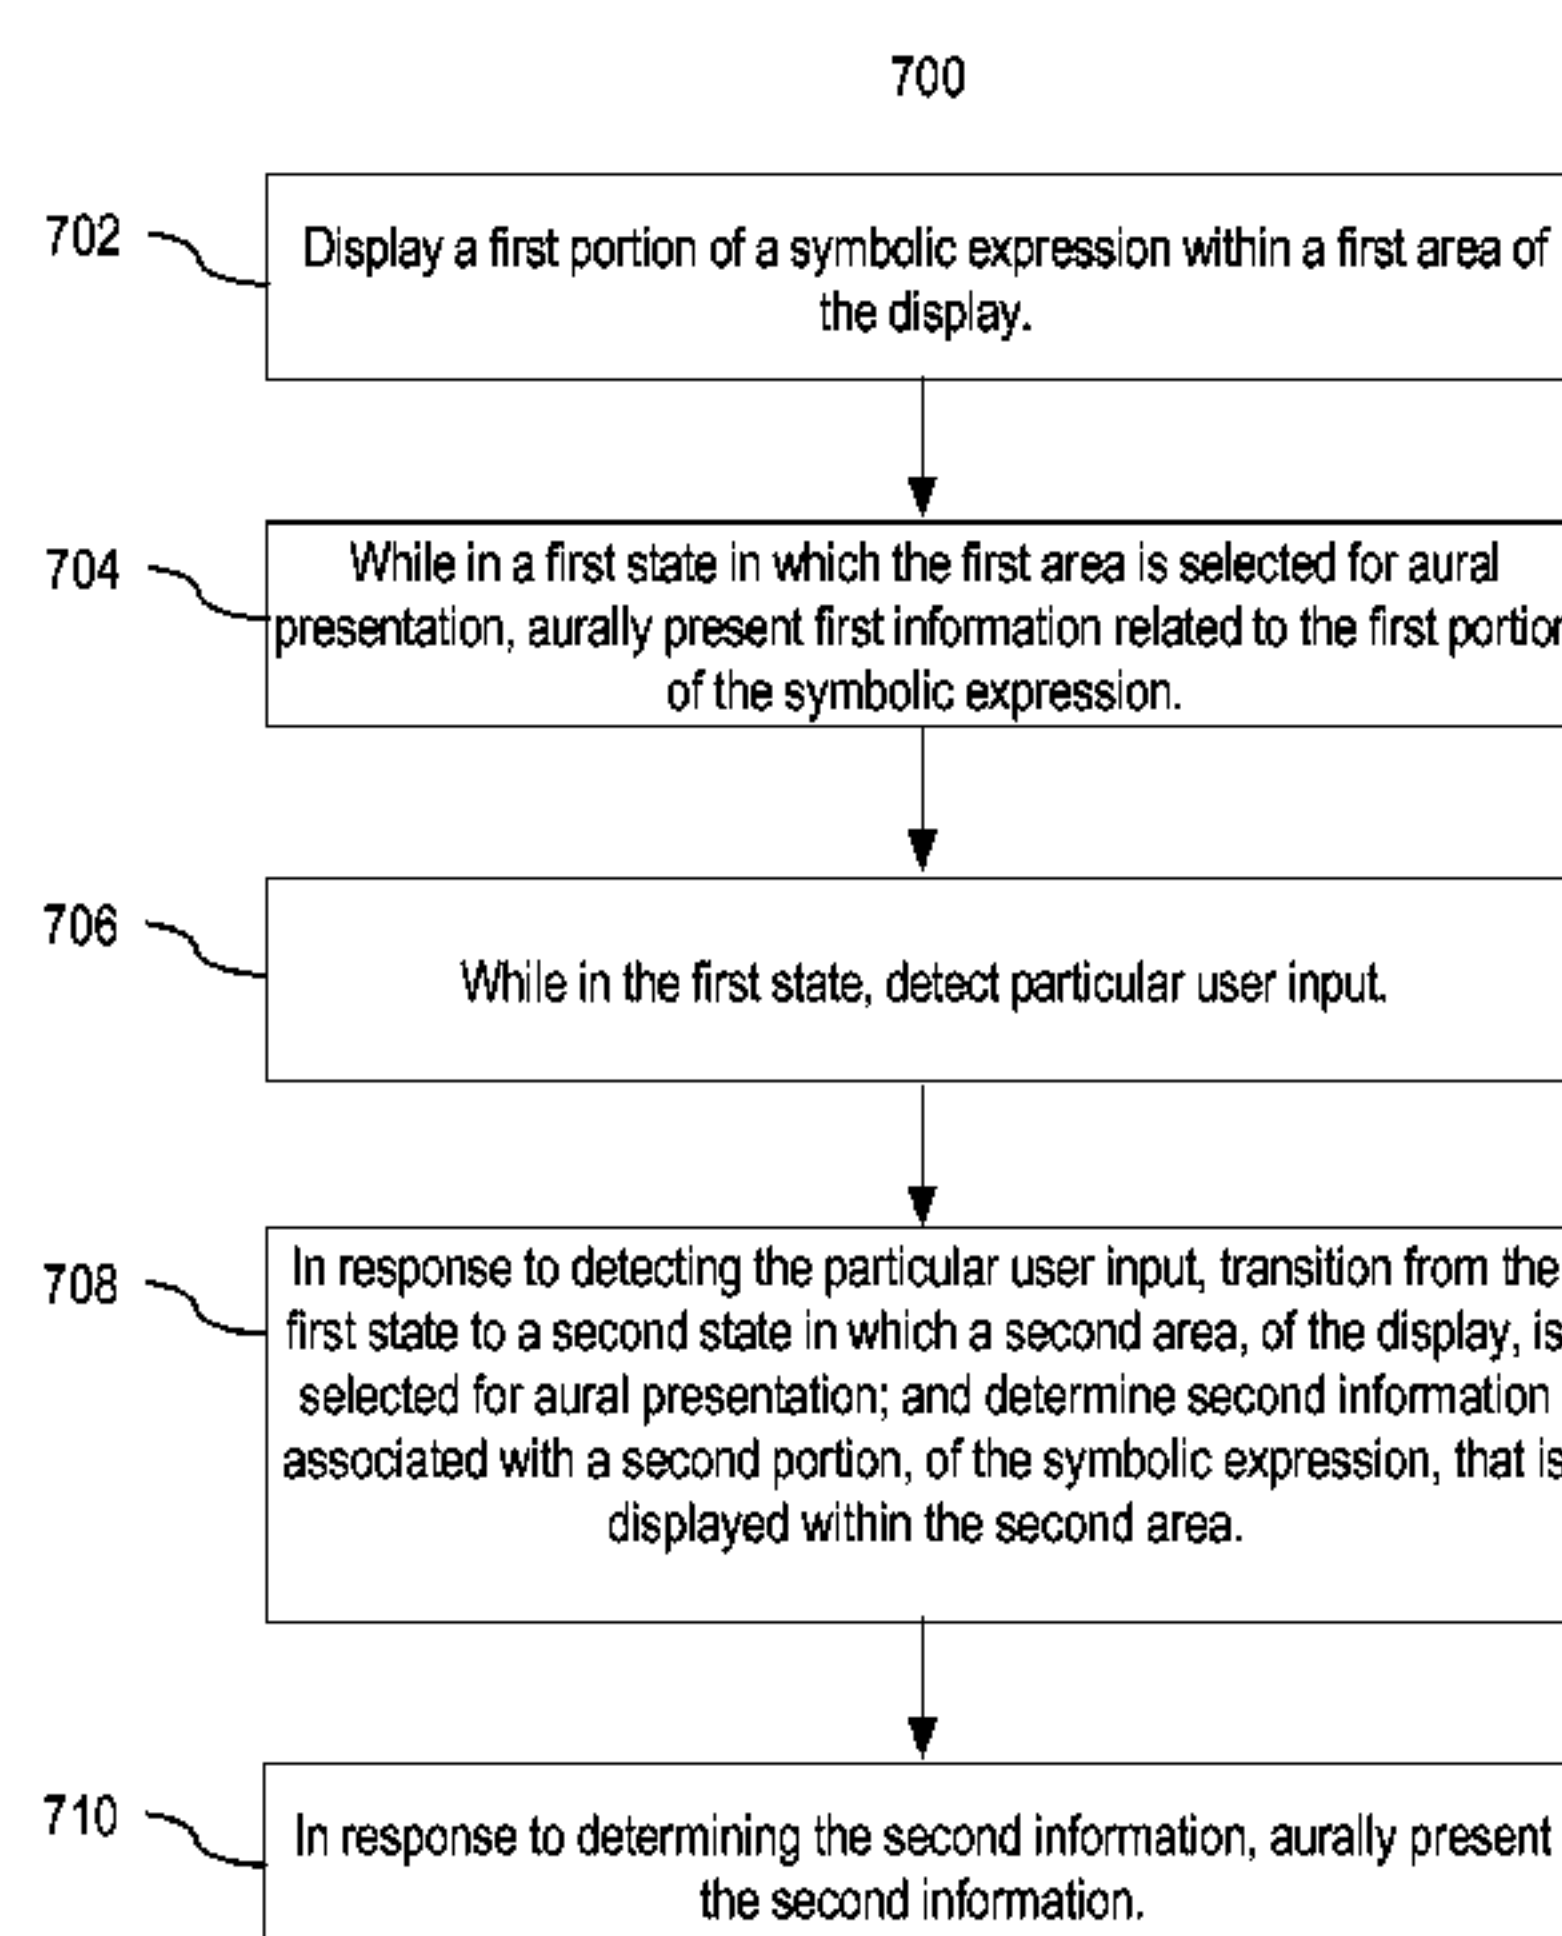 700
702
Display a first portion of a symbolic expression within a first area of
the display.
704
While in a first state in which the first area is selected for aural
presentation, aurally present first information related to the first portion
of the symbolic expression.
706
While in the first state, detect particular user input.
708
In response to detecting the particular user input, transition from the
first state to a second state in which a second area, of the display, is
selected for aural presentation; and determine second information
associated with a second portion, of the symbolic expression, that is
displayed within the second area.
710
In response to determining the second information, aurally present
the second information.